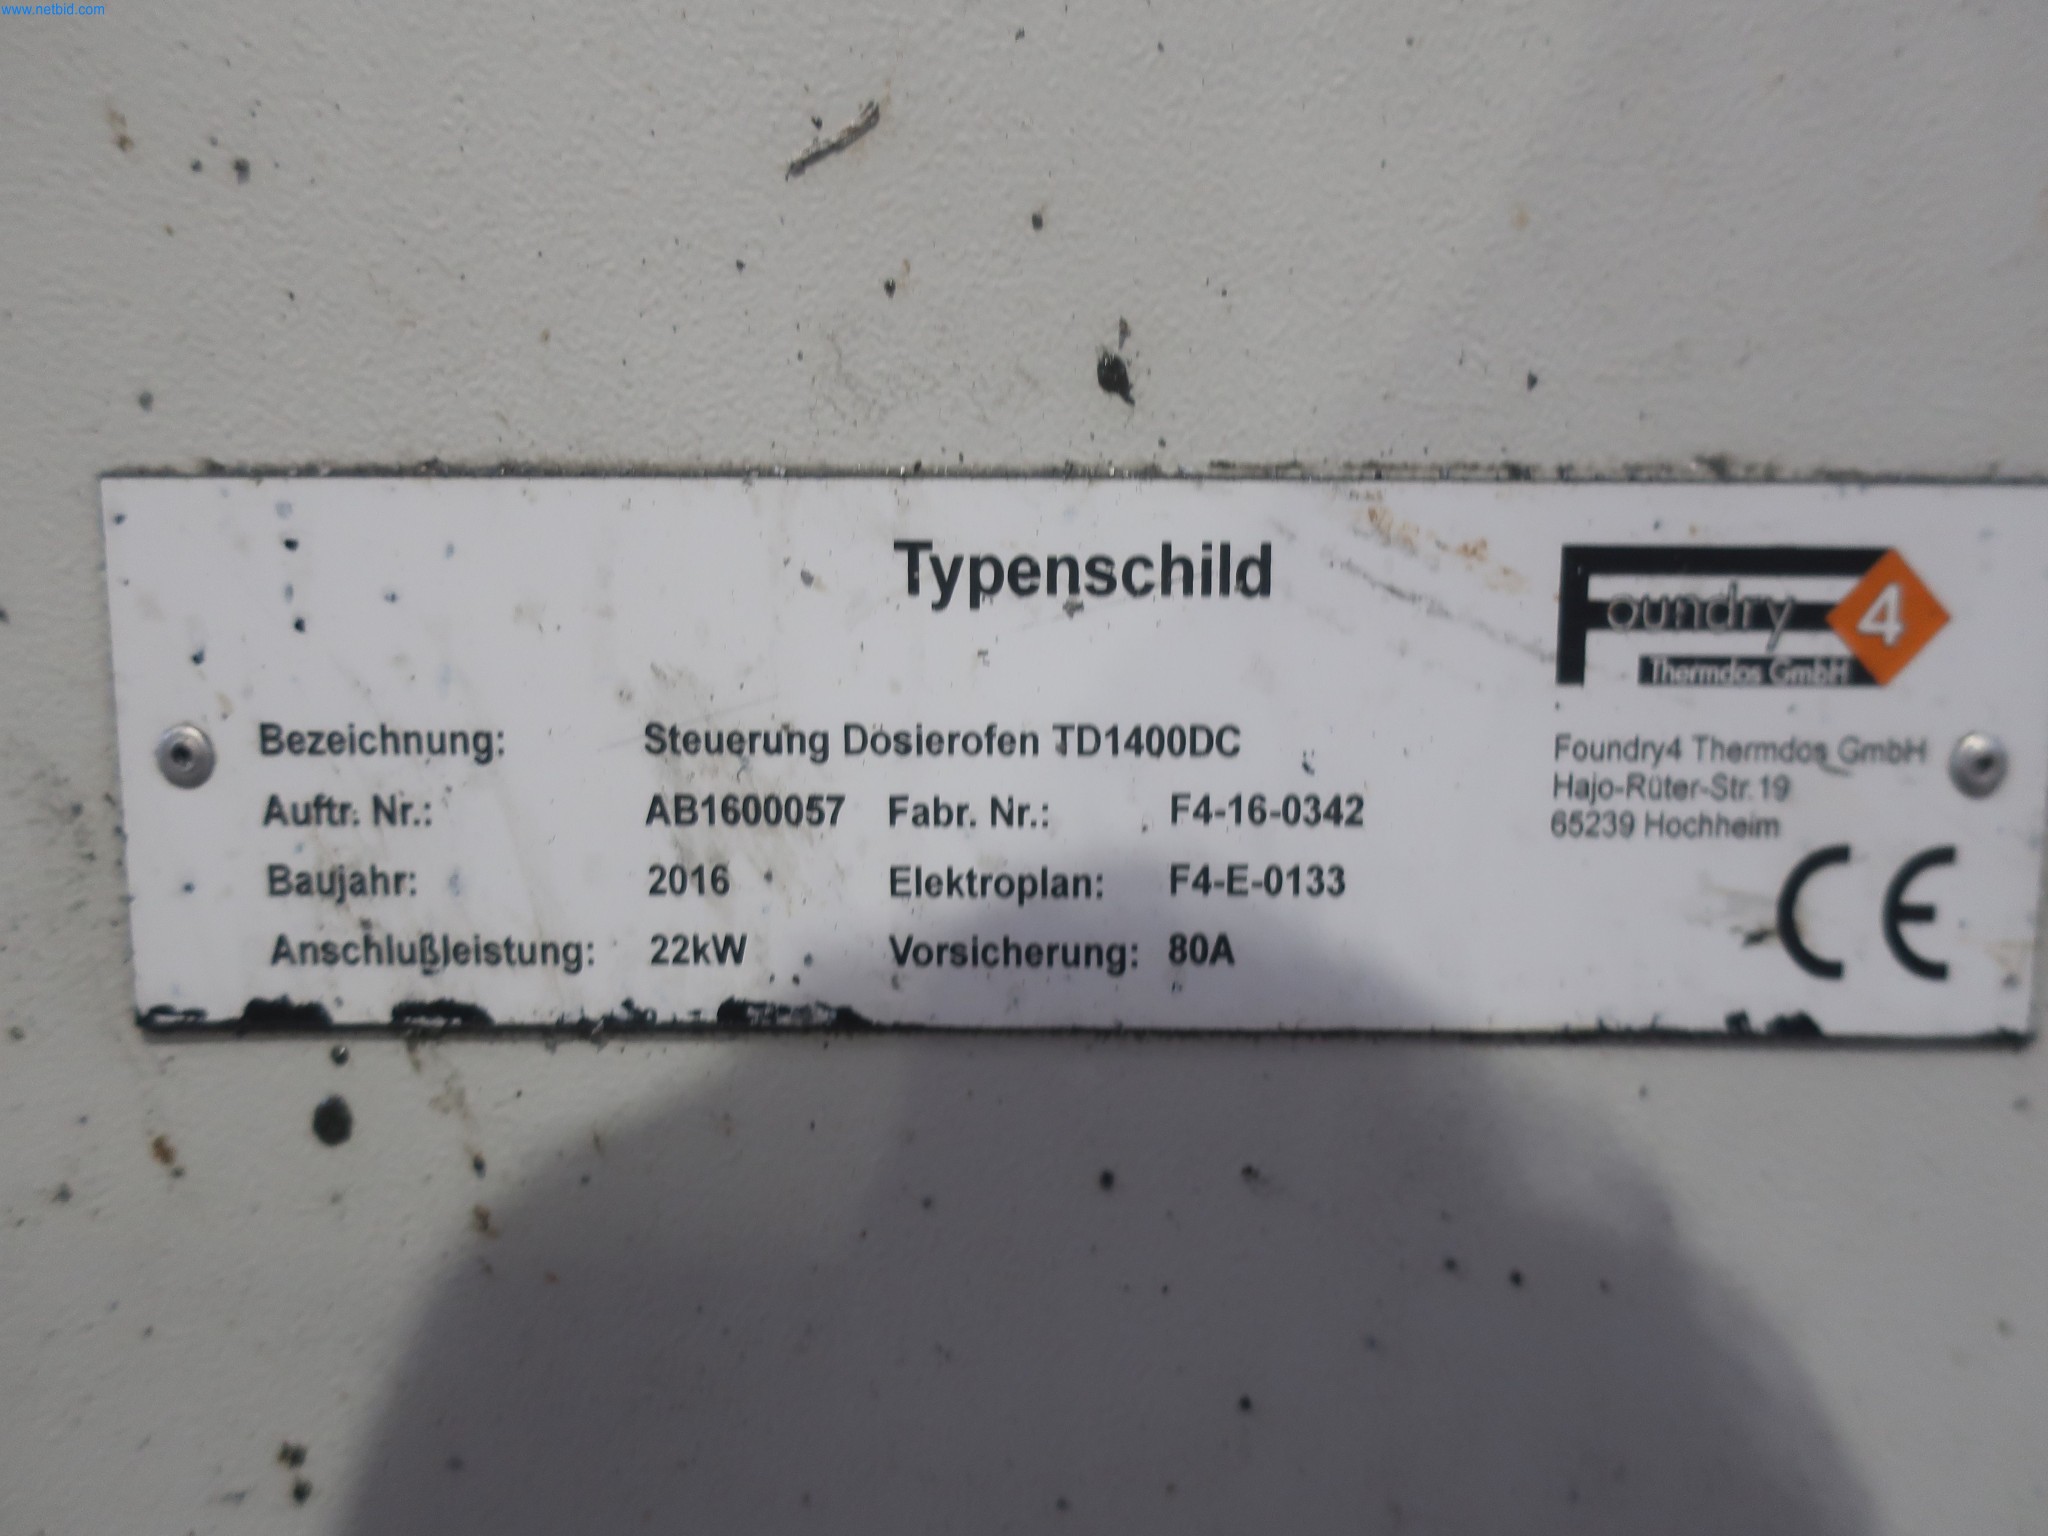 www.netbid.com
Typenschild
Foundry 4
Thermdos GmbH
Bezeichnung: Steuerung Dosierofen TD1400DC
Auftr. Nr.: AB1600057 Fabr. Nr.: F4-16-0342
Baujahr: 2016 Elektroplan: F4-E-0133
Anschlußleistung: 22kW Vorsicherung: 80A
Foundry4 Thermdos GmbH
Hajo-Rüter-Str. 19
65239 Hochheim
CE